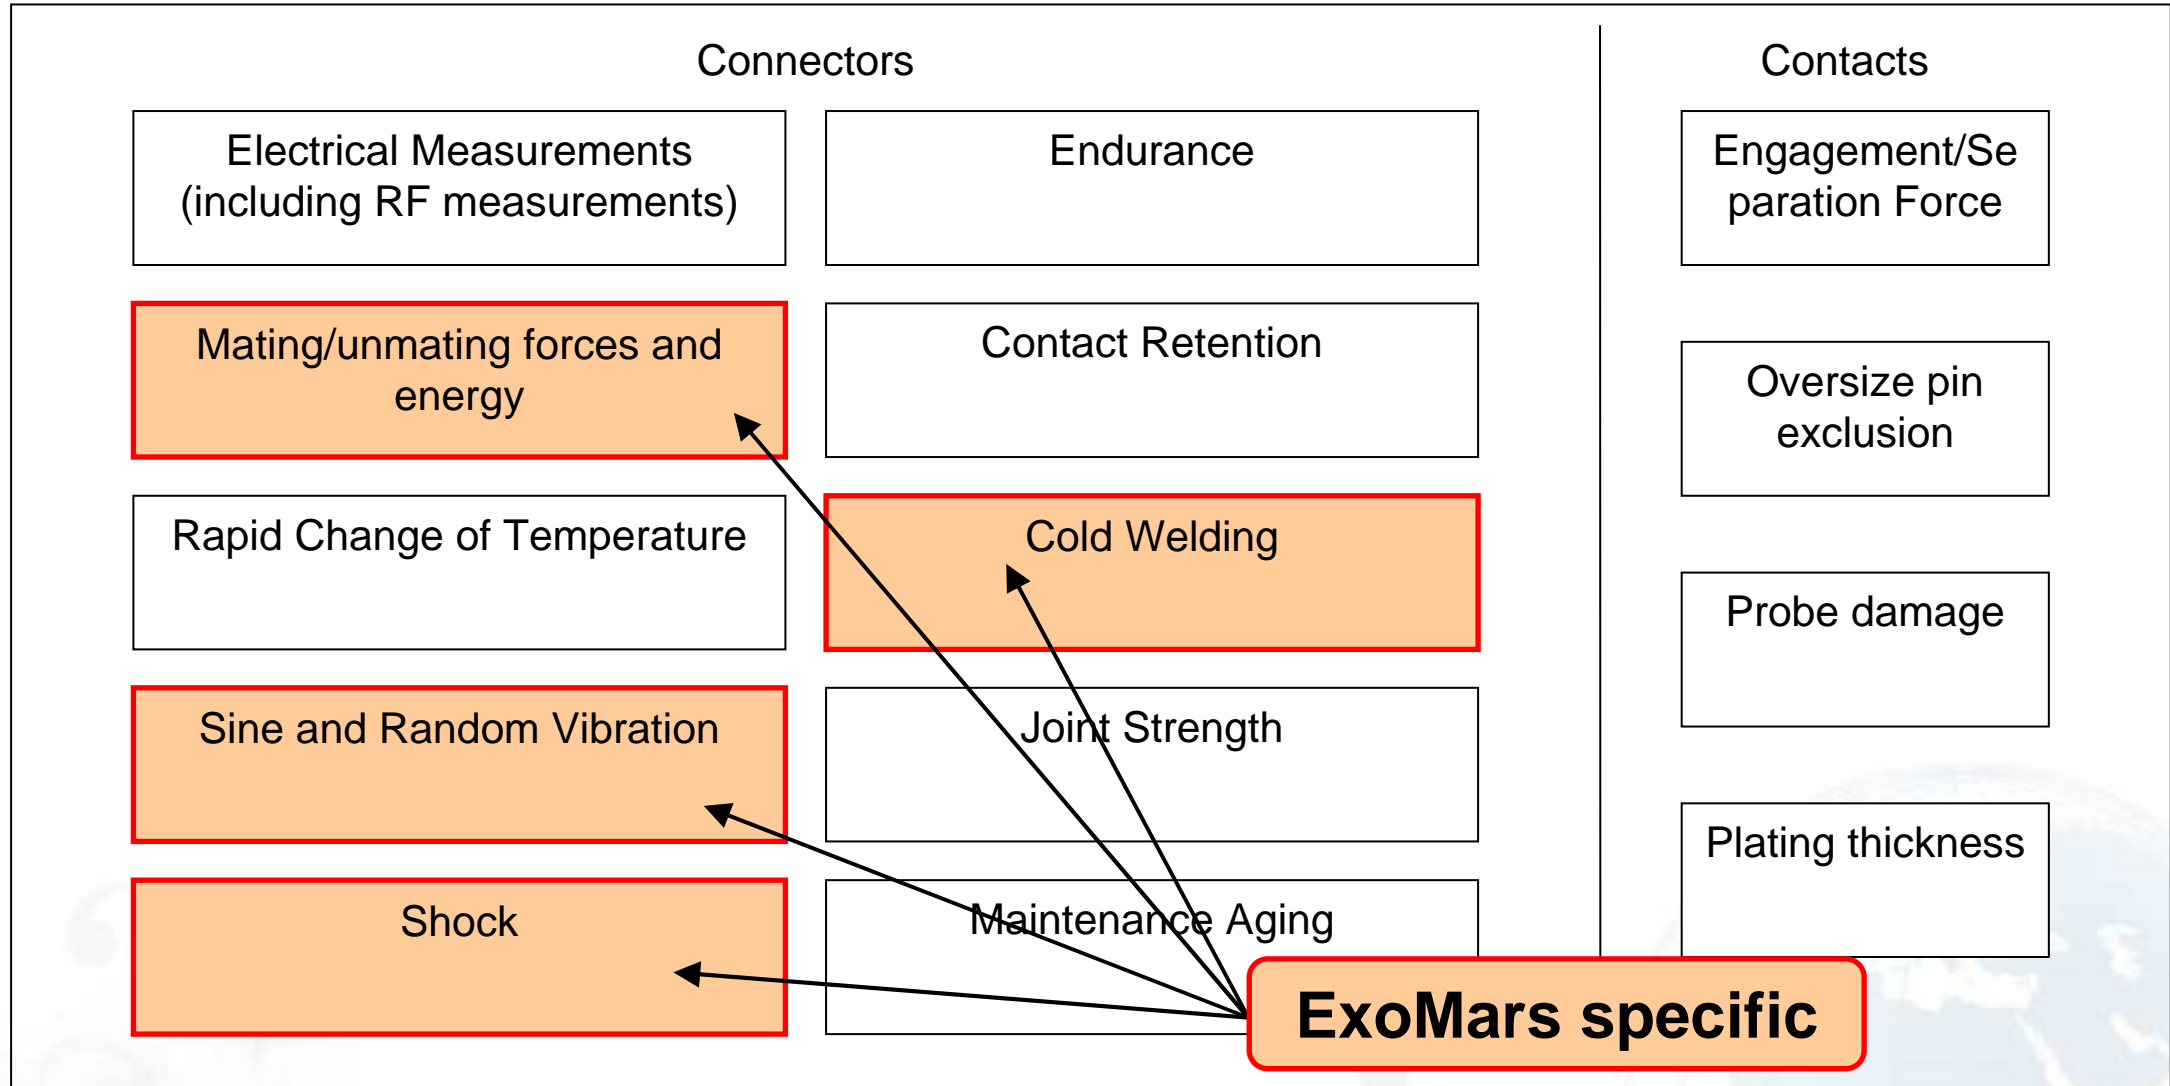 Connectors
Contacts
Electrical Measurements
(including RF measurements)
Endurance
Engagement/Se
paration Force
Mating/unmating forces and
energy
Contact Retention
Oversize pin
exclusion
Rapid Change of Temperature
Cold Welding
Probe damage
Sine and Random Vibration
Joint Strength
Plating thickness
Shock
Maintenance Aging
ExoMars specific